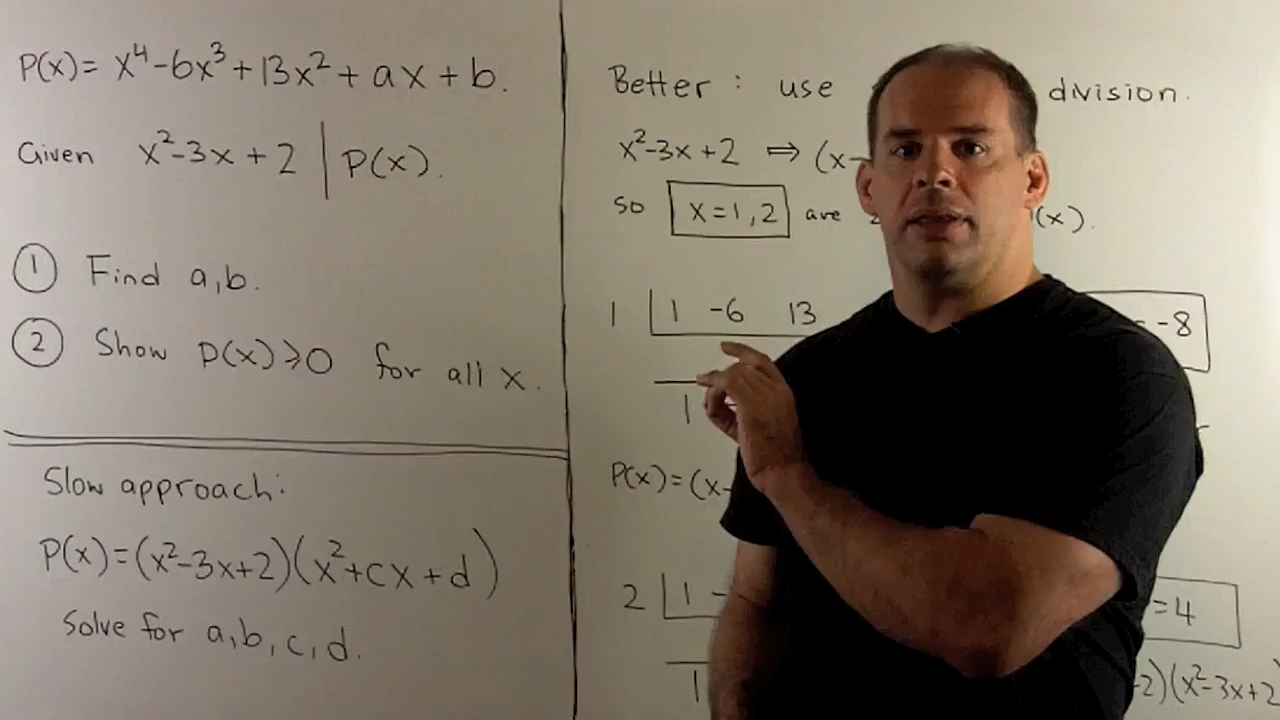 P(x) = x⁴-6x³+13x²+ax+b.
Given x²-3x+2 | P(x).
① Find a,b.
② Show P(x)≥0 for all x.
Slow approach:
P(x)=(x²-3x+2)(x²+cx+d)
Solve for a,b,c,d.
Better: use division.
x²-3x+2 ⇒ (x-
so x=1,2 are (x).
1 1 -6 13 -8
1
P(x)=(x-
2 1 - =4
1 -2)(x²-3x+2